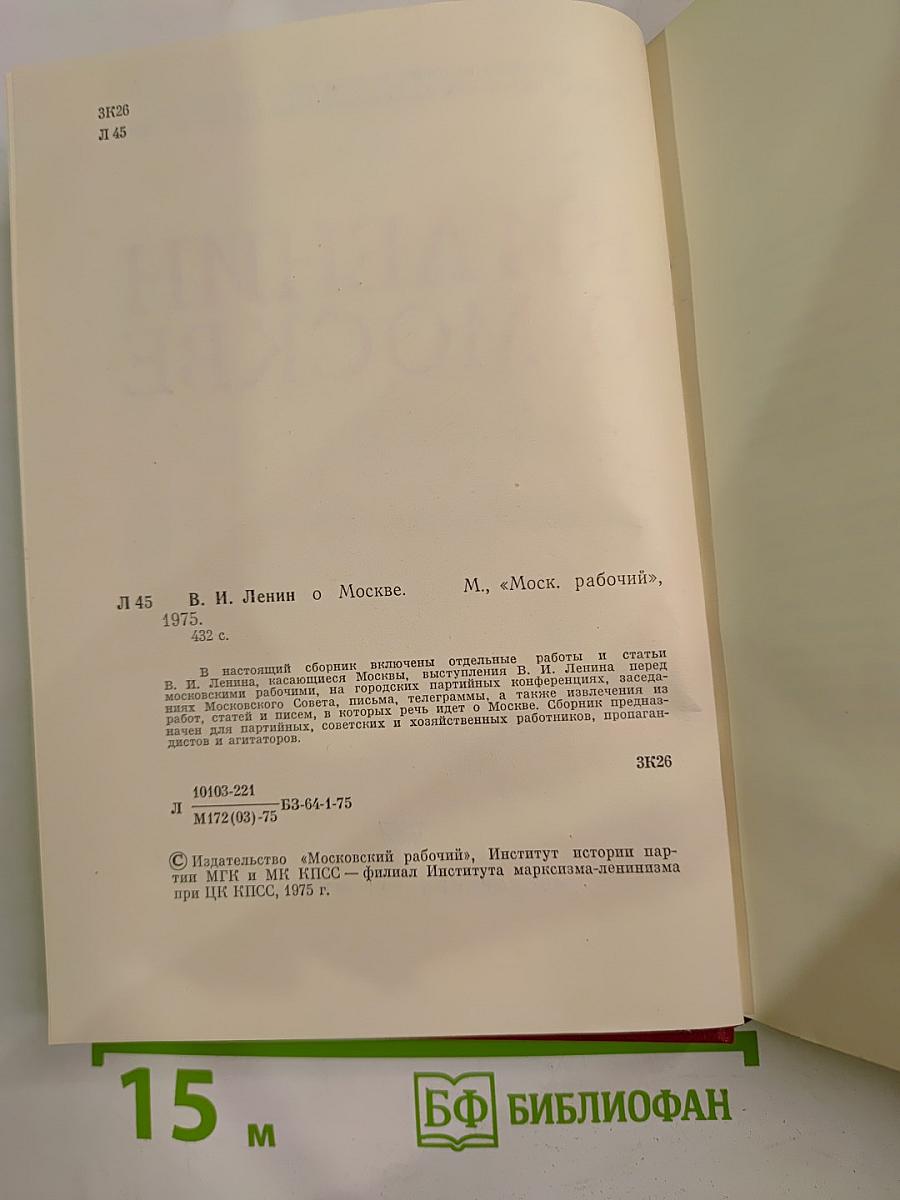 3К26
Л 45
Л 45 В. И. Ленин о Москве. М., «Моск. рабочий»,
1975.
432 с.
В настоящий сборник включены отдельные работы и статьи
В. И. Ленина, касающиеся Москвы, выступления В. И. Ленина перед
московскими рабочими, на городских партийных конференциях, заседа-
ниях Московского Совета, письма, телеграммы, а также извлечения из
работ, статей и писем, в которых речь идет о Москве. Сборник предназ-
начен для партийных, советских и хозяйственных работников, пропаган-
дистов и агитаторов.
3К26
10103-221
Л БЗ-64-1-75
М172(03)-75
© Издательство «Московский рабочий», Институт истории пар-
тии МГК и МК КПСС — филиал Института марксизма-ленинизма
при ЦК КПСС, 1975 г.
15 м
БФ БИБЛИОФАН